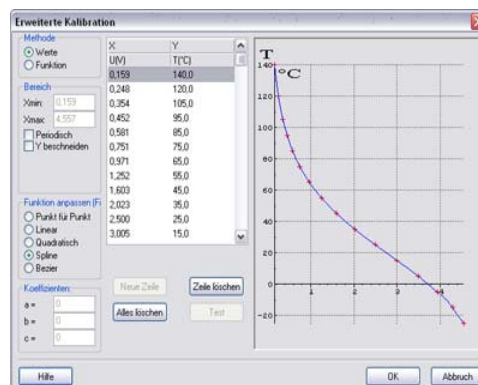 Erweiterte Kalibration
Methode
Werte
Funktion
Bereich
Xmin: 0,159
Xmax: 4,557
Periodisch
Y beschneiden
Funktion anpassen (Fi
Punkt für Punkt
Linear
Quadratisch
Spline
Bezier
Koeffizienten:
a = 0
b = 0
c = 0
X Y
U(V) T(°C)
0,159 140,0
0,248 120,0
0,354 105,0
0,452 95,0
0,581 85,0
0,751 75,0
0,971 65,0
1,252 55,0
1,603 45,0
2,023 35,0
2,500 25,0
3,005 15,0
Neue Zeile
Zeile löschen
Alles löschen
Test
T
°C
140
120
100
80
60
40
20
0
-20
1 2 3 4
Hilfe
OK
Abbruch